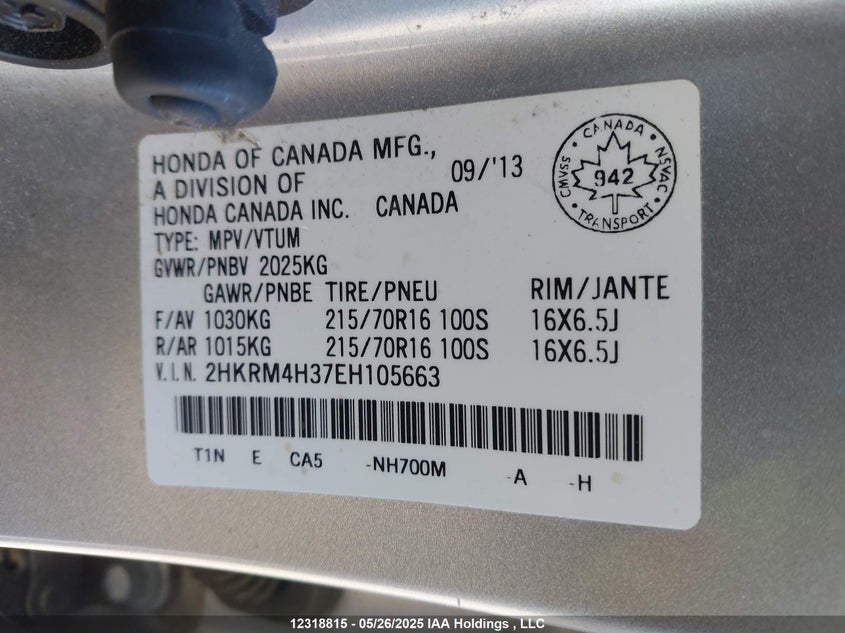 HONDA OF CANADA MFG.,
A DIVISION OF 09/'13
HONDA CANADA INC. CANADA
TYPE: MPV/VTUM
GVWR/PNBV 2025KG
GAWR/PNBE TIRE/PNEU RIM/JANTE
F/AV 1030KG 215/70R16 100S 16X6.5J
R/AR 1015KG 215/70R16 100S 16X6.5J
V.I.N. 2HKRM4H37EH105663
T1N E CA5 -NH700M -A -H
CANADA
CMVSS 942 NSVAC
TRANSPORT
12318815 - 05/26/2025 IAA Holdings , LLC